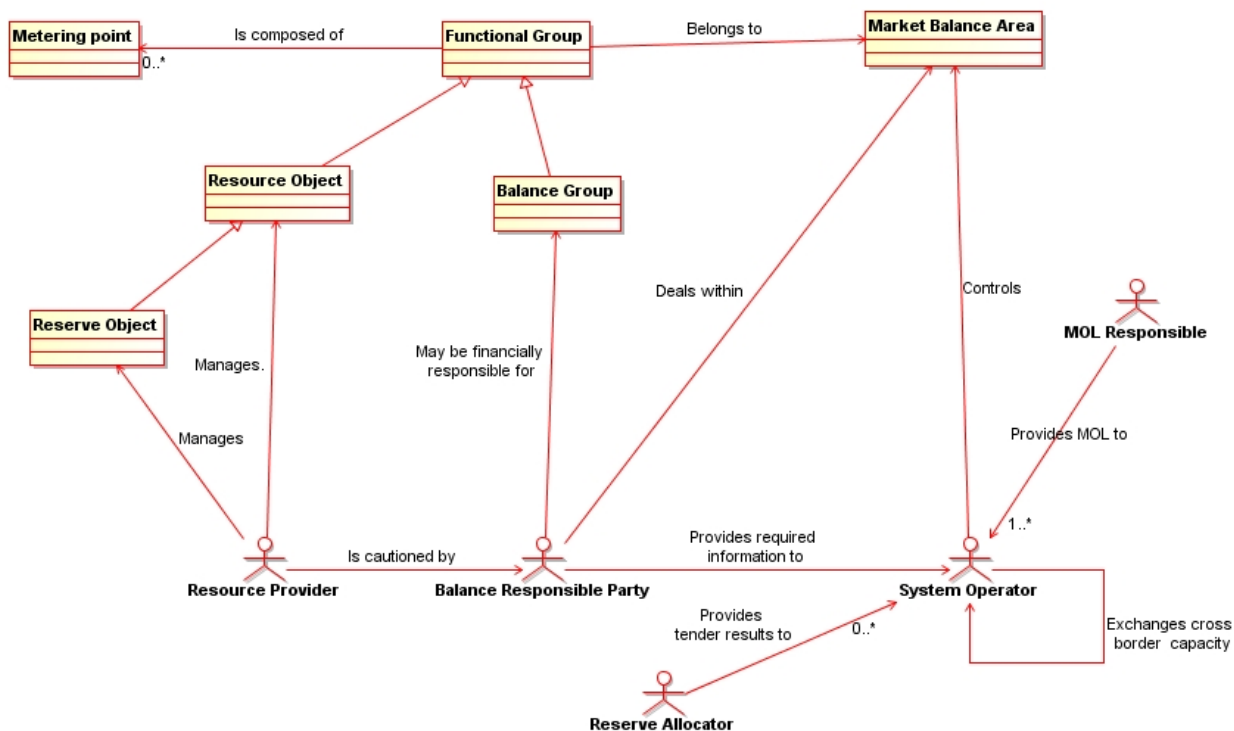 Metering point
Is composed of
0..*
Functional Group
Belongs to
Market Balance Area
Resource Object
Balance Group
Deals within
Controls
Reserve Object
Manages.
May be financially
responsible for
MOL Responsible
Manages
Provides MOL to
1..*
Is cautioned by
Provides required
information to
Resource Provider
Balance Responsible Party
System Operator
Provides
tender results to
0..*
Exchanges cross
border capacity
Reserve Allocator